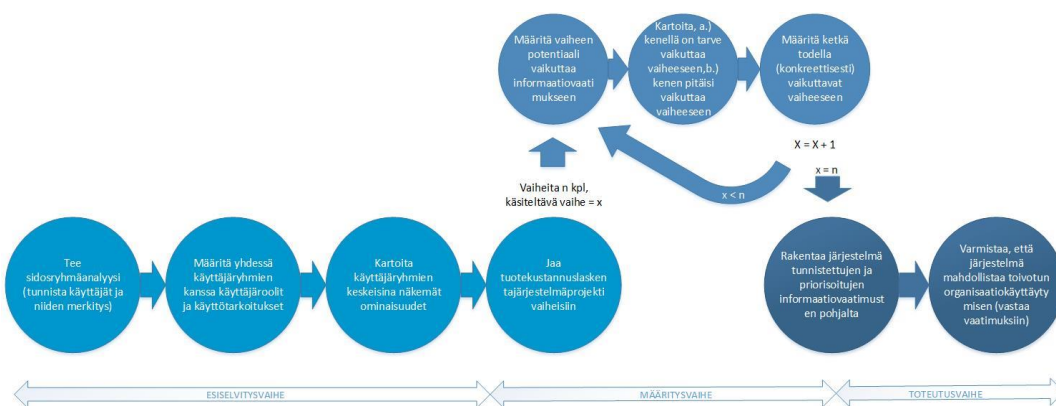 Määritä vaiheen
potentiaali
vaikuttaa
informaatiovaati
mukseen
Kartoita, a.)
kenellä on tarve
vaikuttaa
vaiheeseen,b.)
kenen pitäisi
vaikuttaa
vaiheeseen
Määritä ketkä
todella
(konkreettisesti)
vaikuttavat
vaiheeseen
X = X + 1
x = n
x < n
Vaiheita n kpl,
käsiteltävä vaihe = x
Tee
sidosryhmäanalyysi
(tunnista käyttäjät ja
niiden merkitys)
Määritä yhdessä
käyttäjäryhmien
kanssa käyttäjäroolit
ja käyttötarkoitukset
Kartoita
käyttäjäryhmien
keskeisinä näkemät
ominaisuudet
Jaa
tuotekustannuslasken
tajärjestelmäprojekti
vaiheisiin
Rakentaa järjestelmä
tunnistettujen ja
priorisoitujen
informaatiovaatimust
en pohjalta
Varmistaa, että
järjestelmä
mahdollistaa toivotun
organisaatiokäyttäyty
misen (vastaa
vaatimuksiin)
ESISELVITYSVAIHE
MÄÄRITYSVAIHE
TOTEUTUSVAIHE